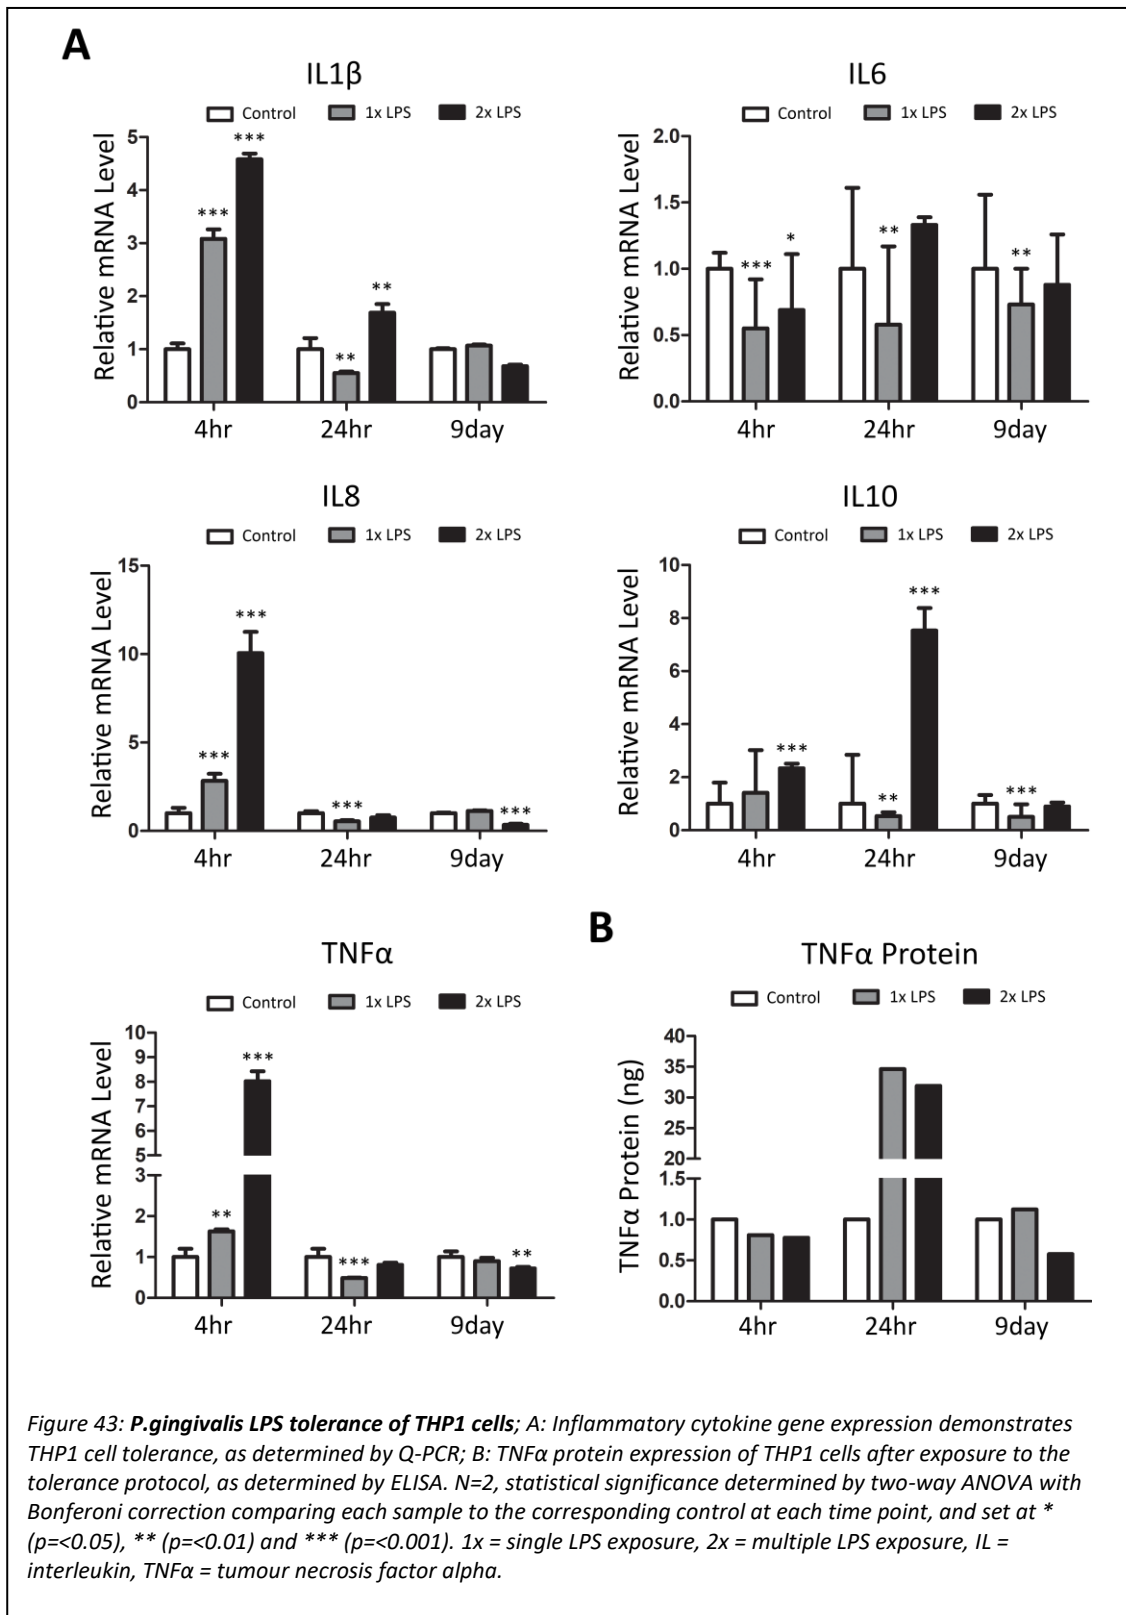 A
IL1β
Control 1x LPS 2x LPS
Relative mRNA Level
5
4
3
2
1
0
***
***
**
**
4hr 24hr 9day
IL6
Control 1x LPS 2x LPS
Relative mRNA Level
2.0
1.5
1.0
0.5
0.0
***
*
**
**
4hr 24hr 9day
IL8
Control 1x LPS 2x LPS
Relative mRNA Level
15
10
5
0
***
***
***
***
4hr 24hr 9day
IL10
Control 1x LPS 2x LPS
Relative mRNA Level
10
8
6
4
2
0
***
**
***
***
4hr 24hr 9day
TNFα
Control 1x LPS 2x LPS
Relative mRNA Level
10
9
8
7
6
5
3
2
1
0
**
***
***
**
4hr 24hr 9day
B
TNFα Protein
Control 1x LPS 2x LPS
TNFα Protein (ng)
40
35
30
25
20
1.5
1.0
0.5
0.0
4hr 24hr 9day
Figure 43: P.gingivalis LPS tolerance of THP1 cells; A: Inflammatory cytokine gene expression demonstrates
THP1 cell tolerance, as determined by Q-PCR; B: TNFα protein expression of THP1 cells after exposure to the
tolerance protocol, as determined by ELISA. N=2, statistical significance determined by two-way ANOVA with
Bonferoni correction comparing each sample to the corresponding control at each time point, and set at *
(p=<0.05), ** (p=<0.01) and *** (p=<0.001). 1x = single LPS exposure, 2x = multiple LPS exposure, IL =
interleukin, TNFα = tumour necrosis factor alpha.